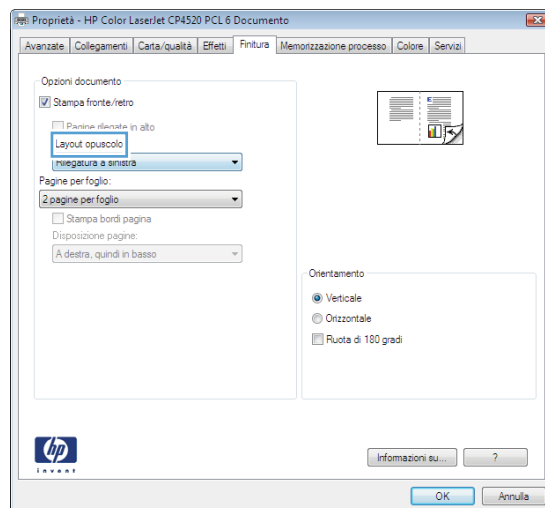 Proprietà - HP Color LaserJet CP4520 PCL 6 Documento
Avanzate Collegamenti Carta/qualità Effetti Finitura Memorizzazione processo Colore Servizi
Opzioni documento
Stampa fronte/retro
Pagine rilegate in alto
Layout opuscolo
Rilegatura a sinistra
Pagine per foglio:
2 pagine per foglio
Stampa bordi pagina
Disposizione pagine:
A destra, quindi in basso
Orientamento
Verticale
Orizzontale
Ruota di 180 gradi
hp
invent
Informazioni su... ?
OK Annulla